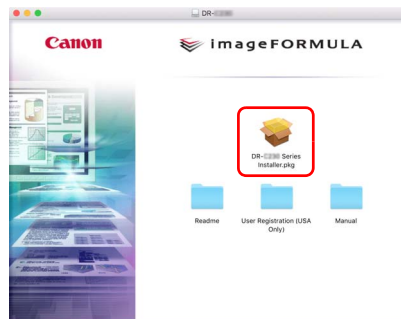 DR-
Canon
imageFORMULA
DR- Series
Installer.pkg
Readme
User Registration (USA
Only)
Manual